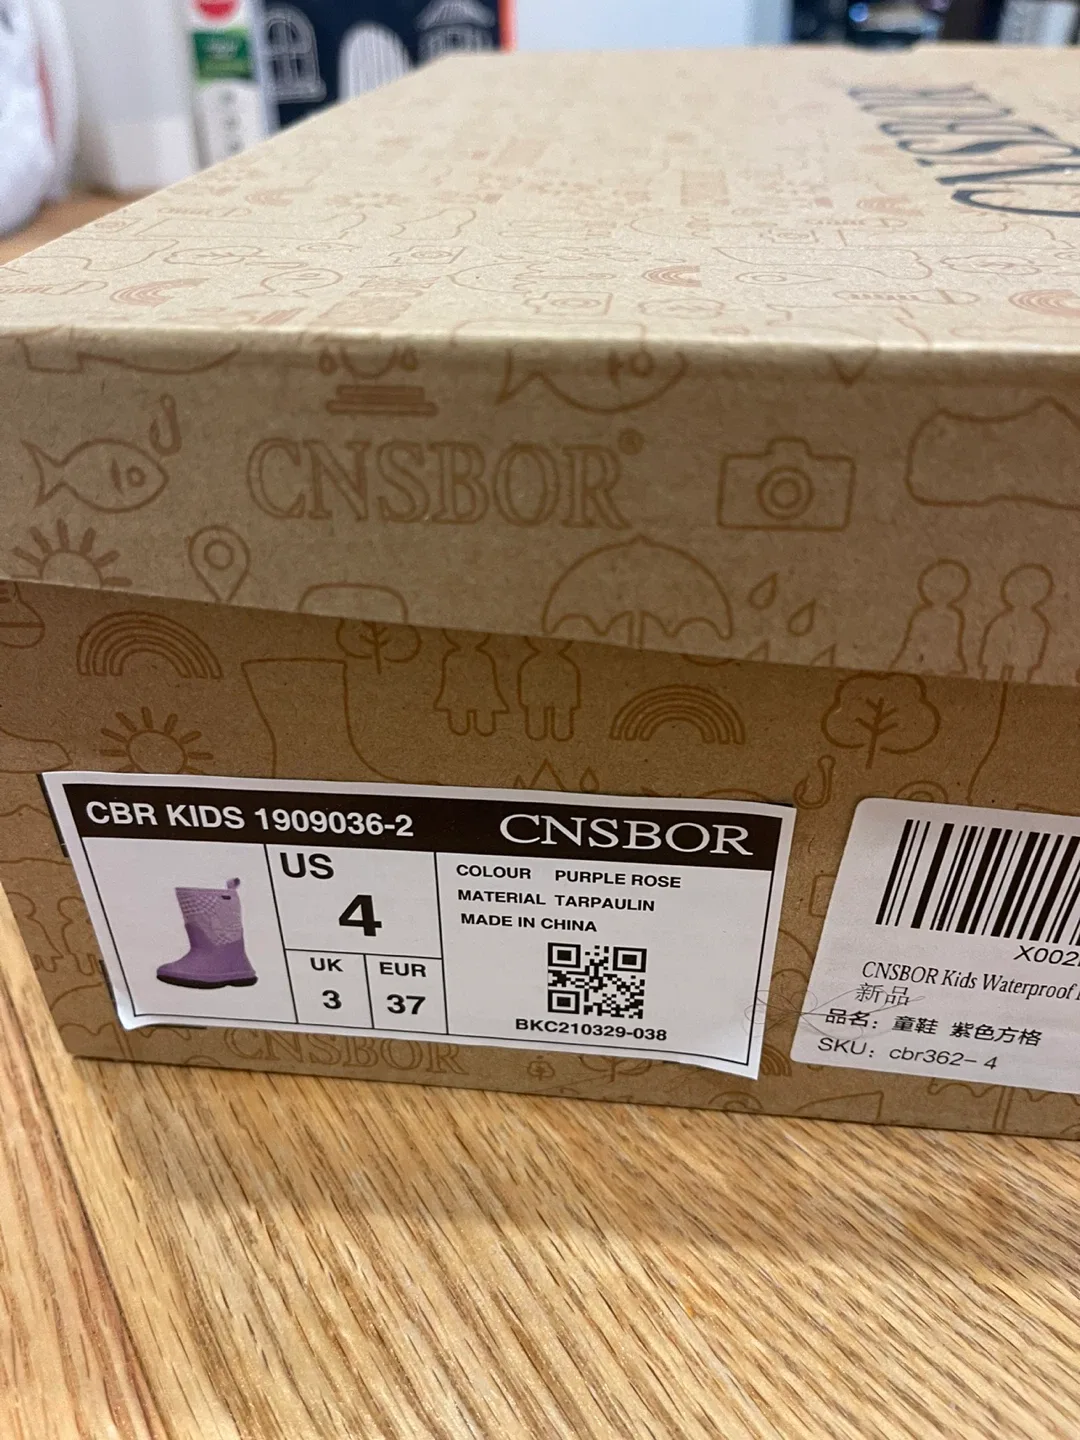 CNSBOR
CNSBOR®
CBR KIDS 1909036-2
CNSBOR
US
4
UK
3
EUR
37
COLOUR PURPLE ROSE
MATERIAL TARPAULIN
MADE IN CHINA
BKC210329-038
X002
CNSBOR Kids Waterproof
新品
品名：童鞋 紫色方格
SKU：cbr362-4
CNSBOR